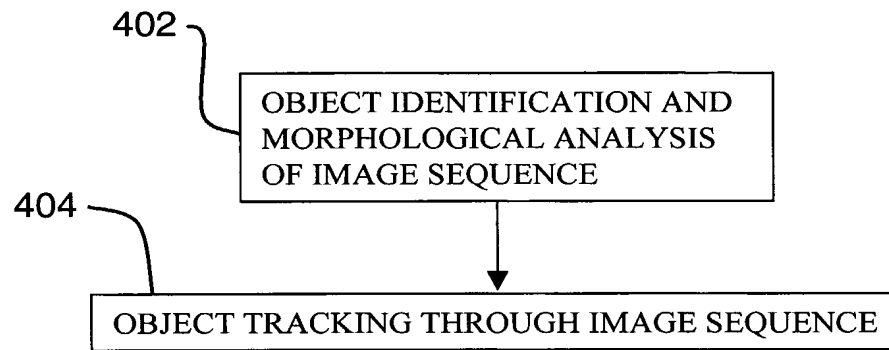 402
OBJECT IDENTIFICATION AND
MORPHOLOGICAL ANALYSIS
OF IMAGE SEQUENCE
404
OBJECT TRACKING THROUGH IMAGE SEQUENCE